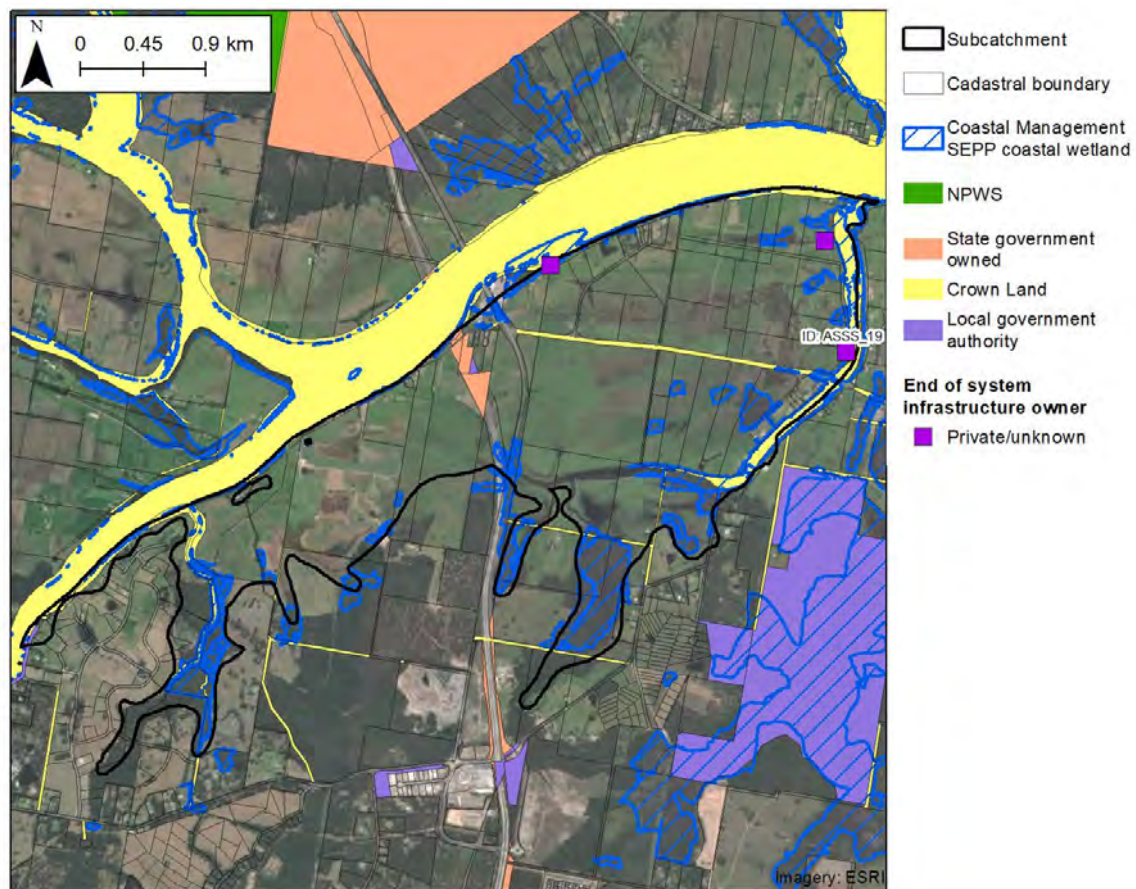 N
0 0.45 0.9 km
ID: ASSS_19
Imagery: ESRI
Subcatchment
Cadastral boundary
Coastal Management
SEPP coastal wetland
NPWS
State government
owned
Crown Land
Local government
authority
End of system
infrastructure owner
Private/unknown